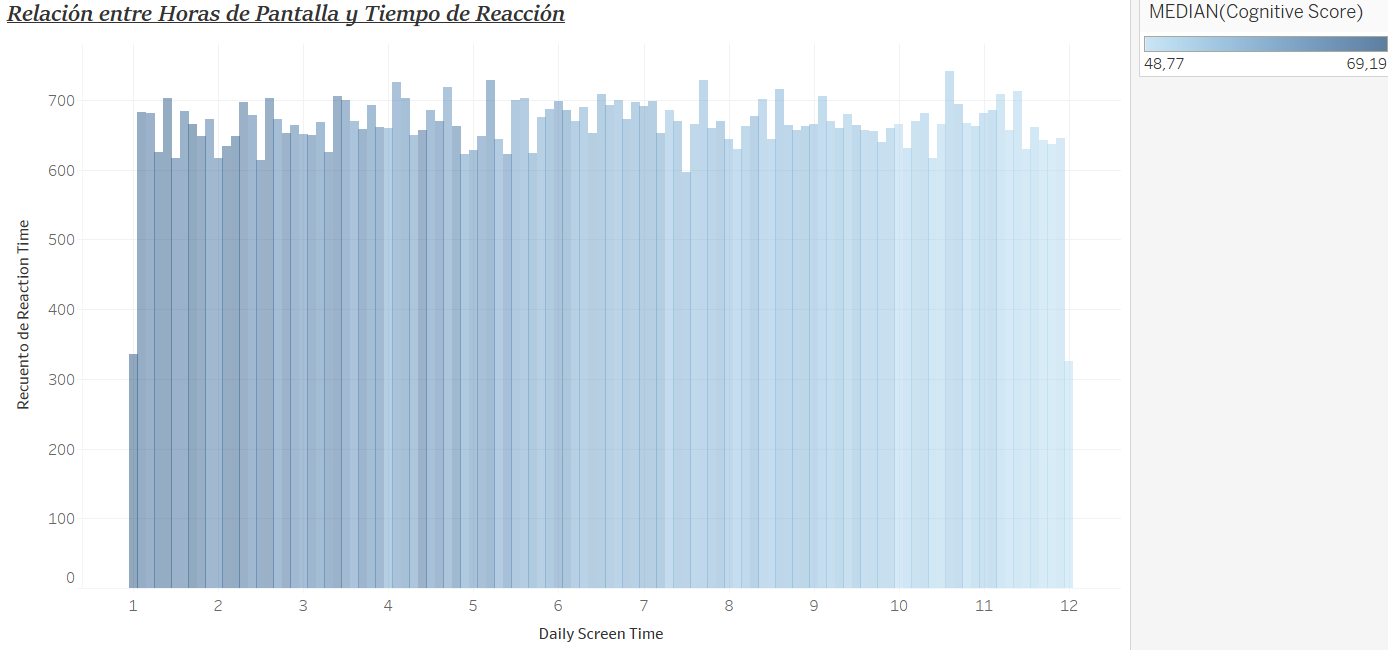 Relación entre Horas de Pantalla y Tiempo de Reacción
MEDIAN(Cognitive Score)
48,77 69,19
Recuento de Reaction Time
700
600
500
400
300
200
100
0
1 2 3 4 5 6 7 8 9 10 11 12
Daily Screen Time